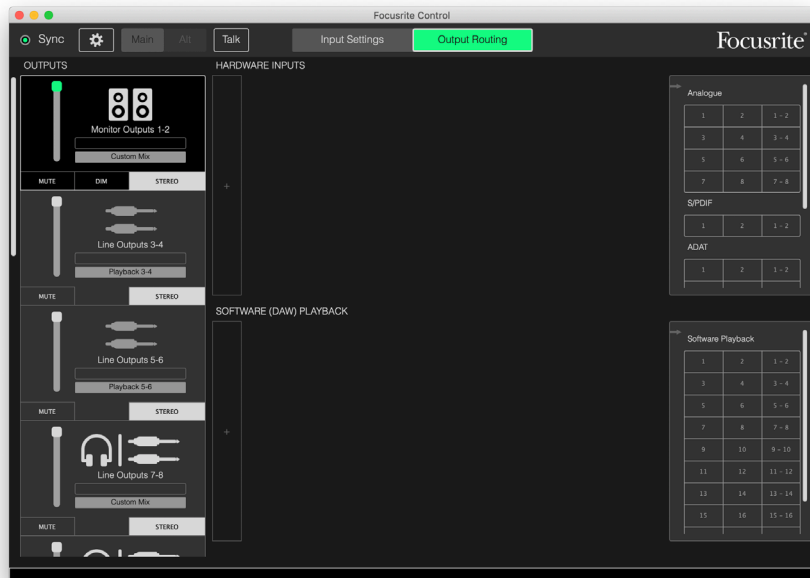 Focusrite Control
Sync
Main
Alt
Talk
Input Settings
Output Routing
Focusrite®
OUTPUTS
Monitor Outputs 1-2
Custom Mix
MUTE DIM STEREO
Line Outputs 3-4
Playback 3-4
MUTE STEREO
Line Outputs 5-6
Playback 5-6
MUTE STEREO
Line Outputs 7-8
Custom Mix
MUTE STEREO
HARDWARE INPUTS
+
Analogue
1 2 1 - 2
3 4 3 - 4
5 6 5 - 6
7 8 7 - 8
S/PDIF
1 2 1 - 2
ADAT
1 2 1 - 2
SOFTWARE (DAW) PLAYBACK
+
Software Playback
1 2 1 - 2
3 4 3 - 4
5 6 5 - 6
7 8 7 - 8
9 10 9 - 10
11 12 11 - 12
13 14 13 - 14
15 16 15 - 16